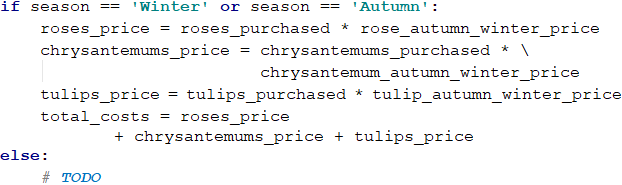 if season == 'Winter' or season == 'Autumn':
    roses_price = roses_purchased * rose_autumn_winter_price
    chrysantemums_price = chrysantemums_purchased * \
                          chrysantemum_autumn_winter_price
    tulips_price = tulips_purchased * tulip_autumn_winter_price
    total_costs = roses_price
            + chrysantemums_price + tulips_price
else:
    # TODO